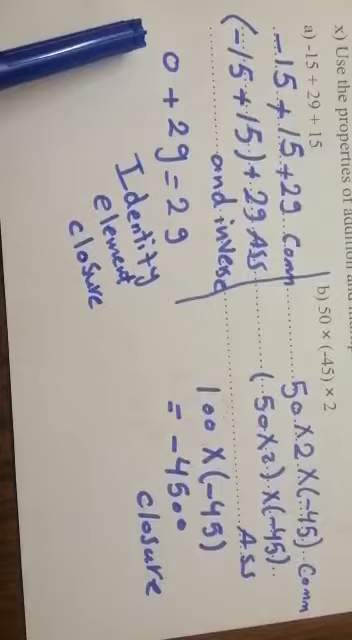 x) Use the properties of addition and
a) -15 + 29 + 15
-15 + 15 + 29 Comm
(-15 + 15) + 29 Ass
and inverse
0 + 29 = 29
Identity
element
closure
b) 50 × (-45) × 2
50 × 2 × (-45) Comm
(50 × 2) × (-45)
Ass
100 × (-45)
= -4500
closure